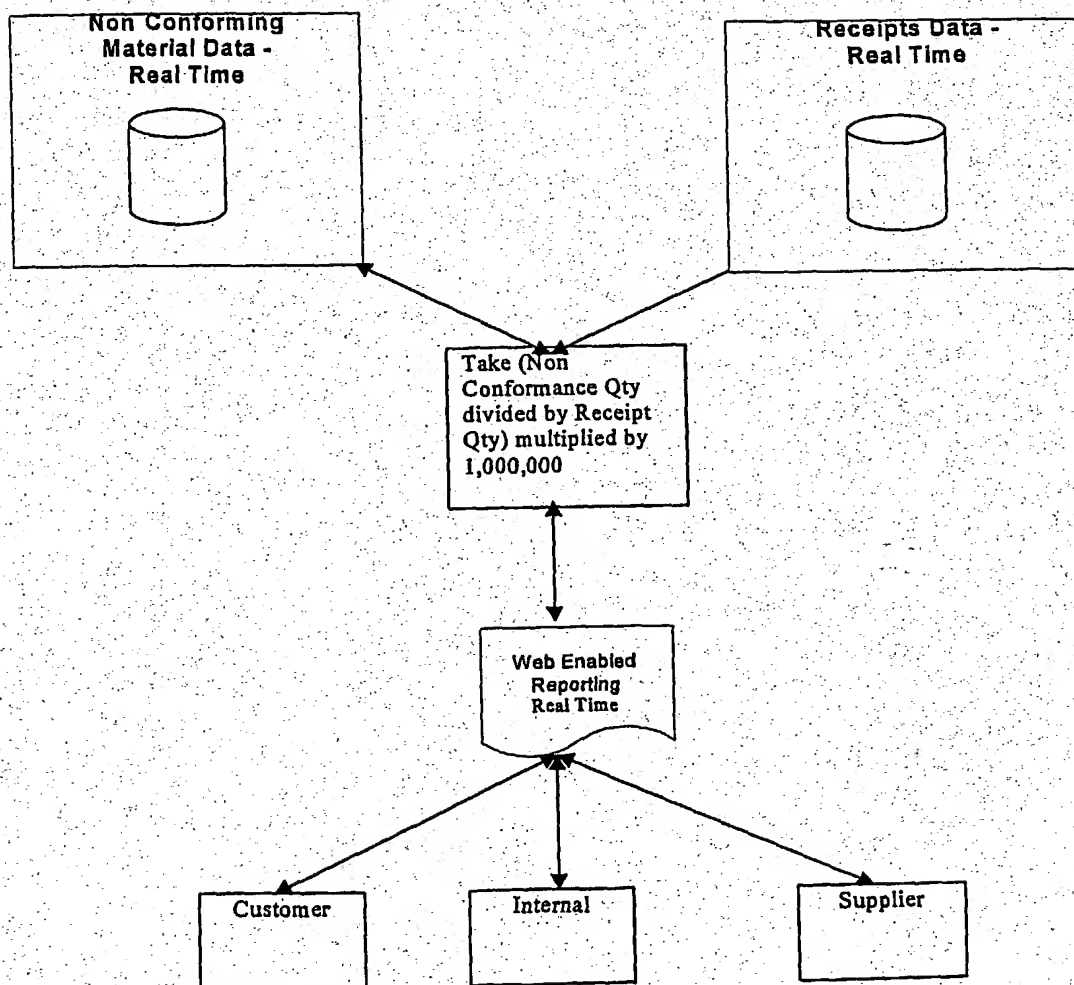 Non Conforming
Material Data -
Real Time
Receipts Data -
Real Time
Take (Non
Conformance Qty
divided by Receipt
Qty) multiplied by
1,000,000
Web Enabled
Reporting
Real Time
Customer
Internal
Supplier